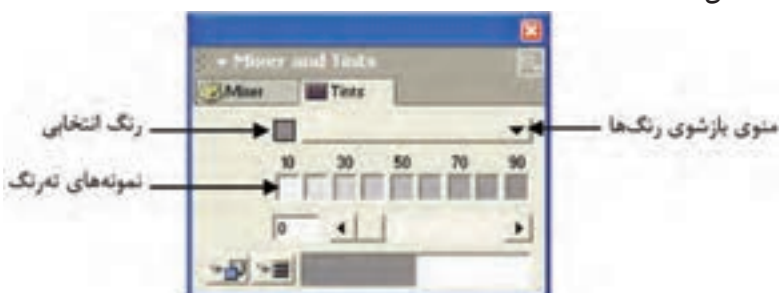 Mixer and Tints
Mixer Tints
رنگ انتخابی
منوی بازشوی رنگ‌ها
10 30 50 70 90
نمونه‌های ته‌رنگ
0